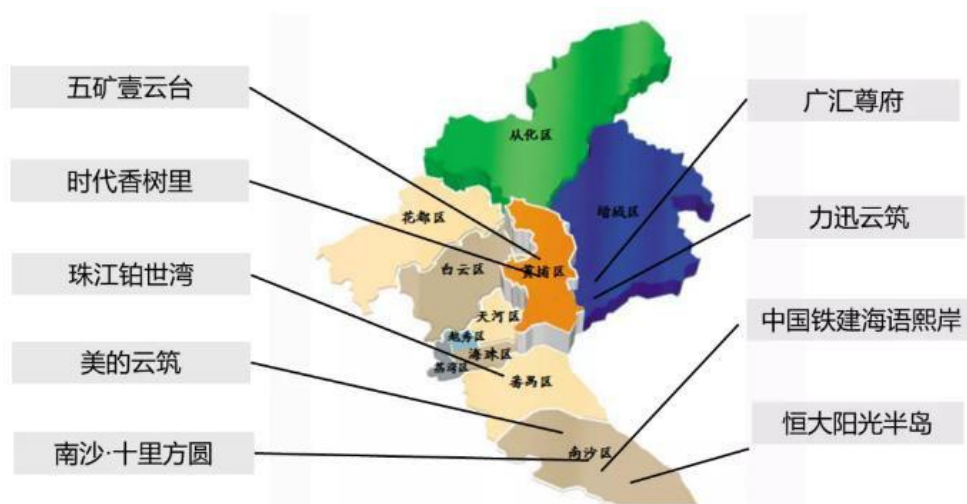 五矿壹云台
时代香树里
珠江铂世湾
美的云筑
南沙·十里方圆
从化区
花都区
增城区
白云区
黄埔区
天河区
越秀区
海珠区
荔湾区
番禺区
南沙区
广汇尊府
力迅云筑
中国铁建海语熙岸
恒大阳光半岛